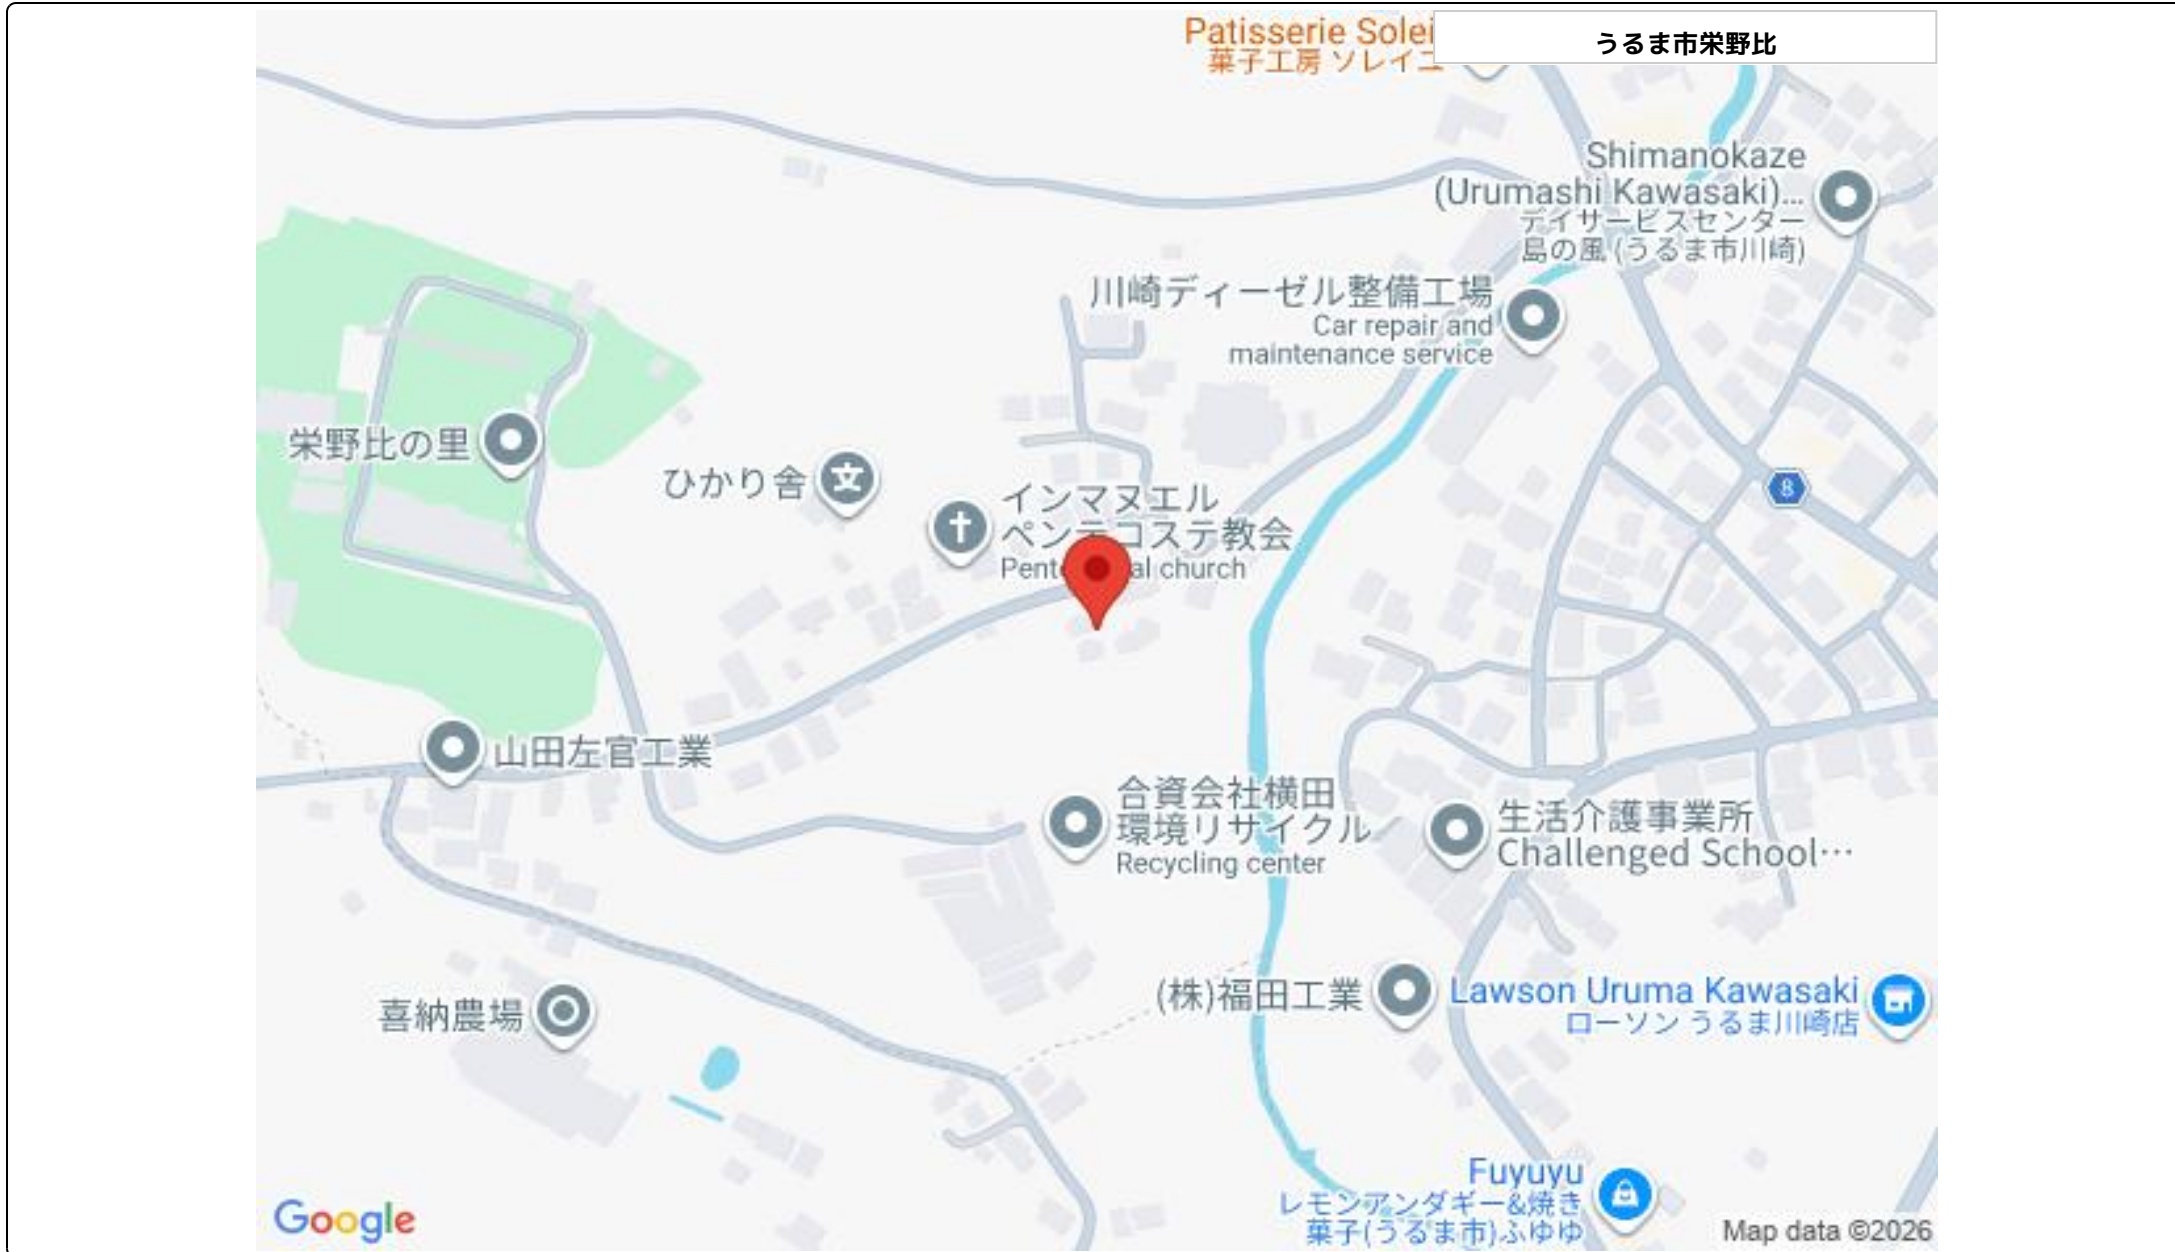 Patisserie Solei
菓子工房 ソレイユ
うるま市栄野比
Shimanokaze
(Urumashi Kawasaki)...
デイサービスセンター
島の風 (うるま市川崎)
川崎ディーゼル整備工場
Car repair and
maintenance service
栄野比の里
ひかり舎
文
インマヌエル
ペンテコステ教会
al church
8
山田左官工業
合資会社横田
環境リサイクル
Recycling center
生活介護事業所
Challenged School…
喜納農場
(株)福田工業
Lawson Uruma Kawasaki
ローソン うるま川崎店
Fuyuyu
レモンアンダギー&焼き
菓子(うるま市)ふゆゆ
Google
Map data ©2026